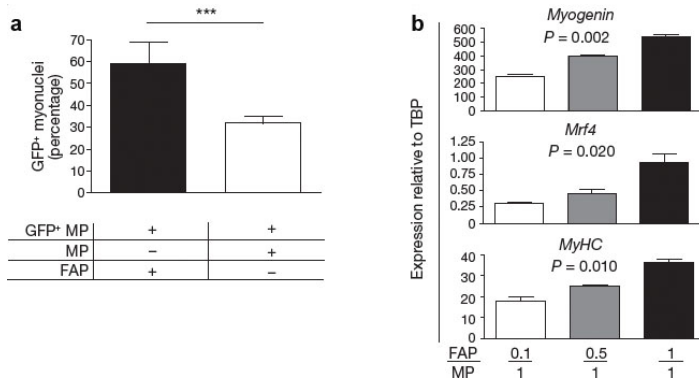 a
***
70
60
50
40
30
20
10
0
GFP⁺ myonuclei
(percentage)
GFP⁺ MP + +
MP − +
FAP + −
b
Expression relative to TBP
Myogenin
P = 0.002
600
500
400
300
200
100
0
Mrf4
P = 0.020
1.25
1.00
0.75
0.50
0.25
0
MyHC
P = 0.010
40
30
20
10
0
FAP 0.1 0.5 1
MP 1 1 1